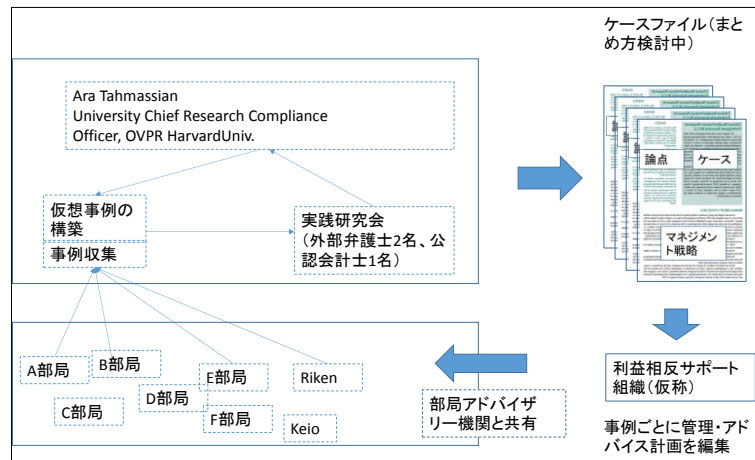 ケースファイル（まと
め方検討中）
Ara Tahmassian
University Chief Research Compliance
Officer, OVPR HarvardUniv.
論点
ケース
マネジメン
ト戦略
仮想事例の
構築
事例収集
実践研究会
（外部弁護士2名、公
認会計士1名）
A部局
B部局
C部局
D部局
E部局
F部局
Riken
Keio
部局アドバイザ
リー機関と共有
利益相反サポート
組織（仮称）
事例ごとに管理・アド
バイス計画を編集